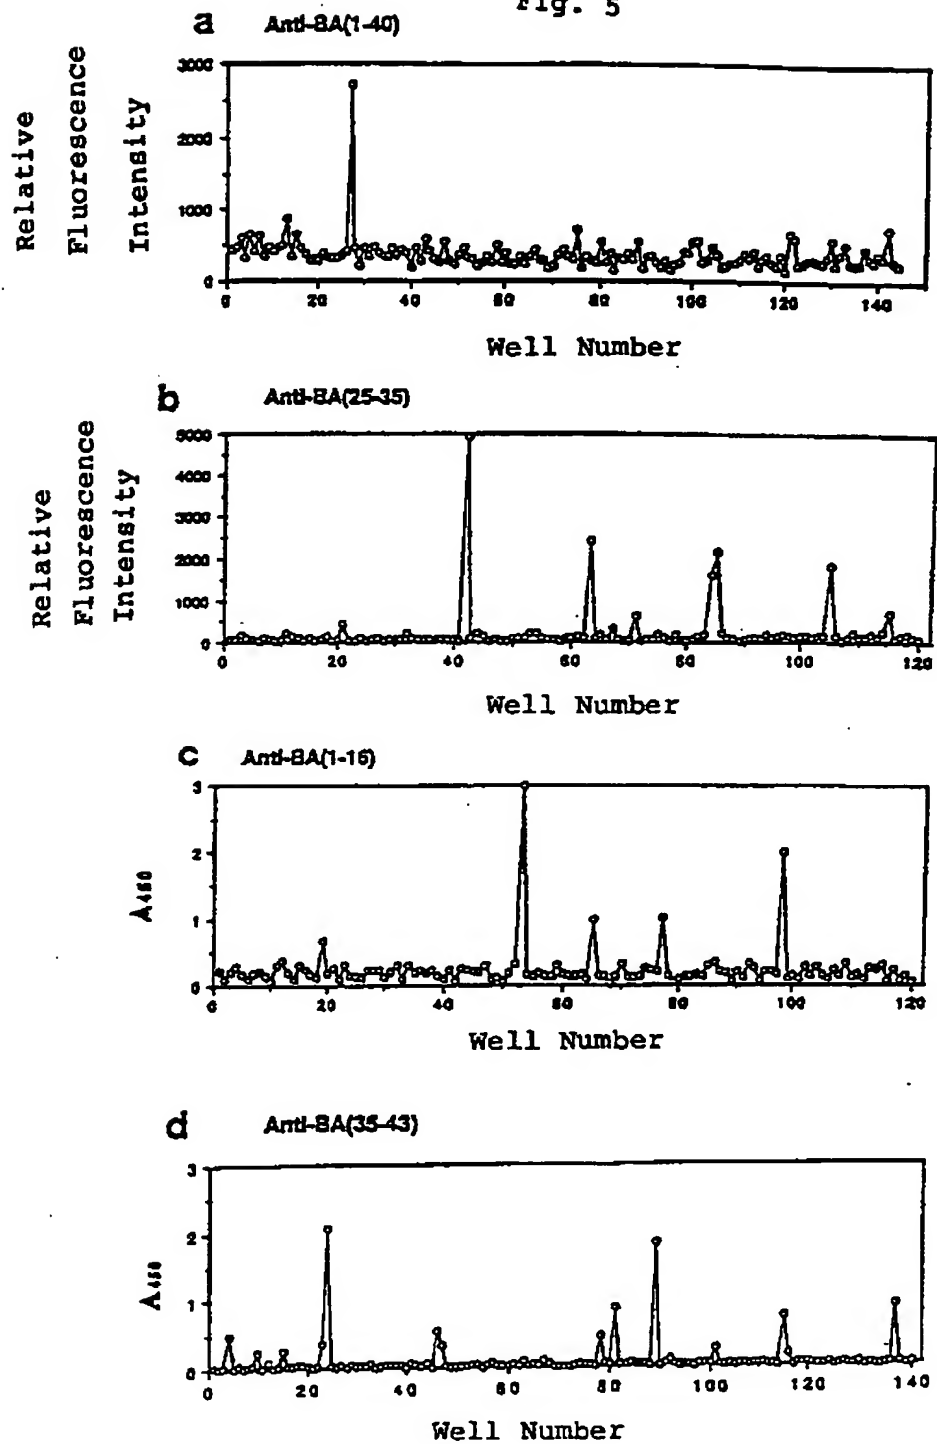 Fig. 5
a Anti-BA(1-40)
Relative
Fluorescence
Intensity
3000
2000
1000
0
0 20 40 60 80 100 120 140
Well Number
b Anti-BA(25-35)
Relative
Fluorescence
Intensity
5000
4000
3000
2000
1000
0
0 20 40 60 80 100 120
Well Number
c Anti-BA(1-16)
A450
3
2
1
0
0 20 40 60 80 100 120
Well Number
d Anti-BA(35-43)
A450
3
2
1
0
0 20 40 60 80 100 120 140
Well Number